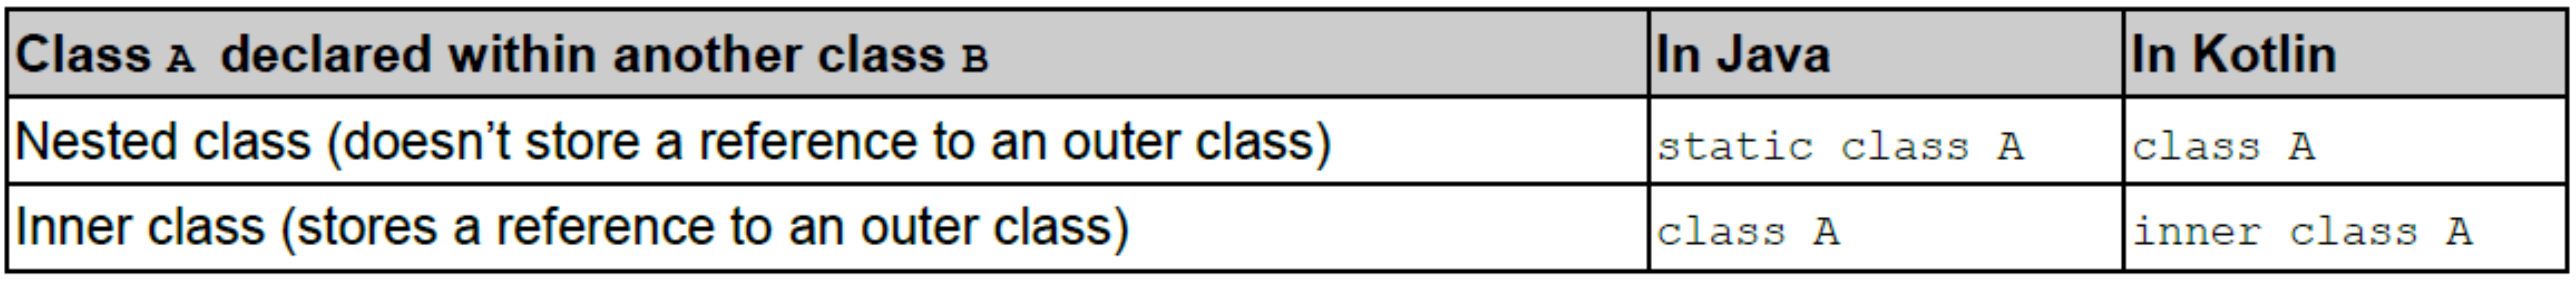 Class A declared within another class B In Java In Kotlin
Nested class (doesn’t store a reference to an outer class) static class A class A
Inner class (stores a reference to an outer class) class A inner class A